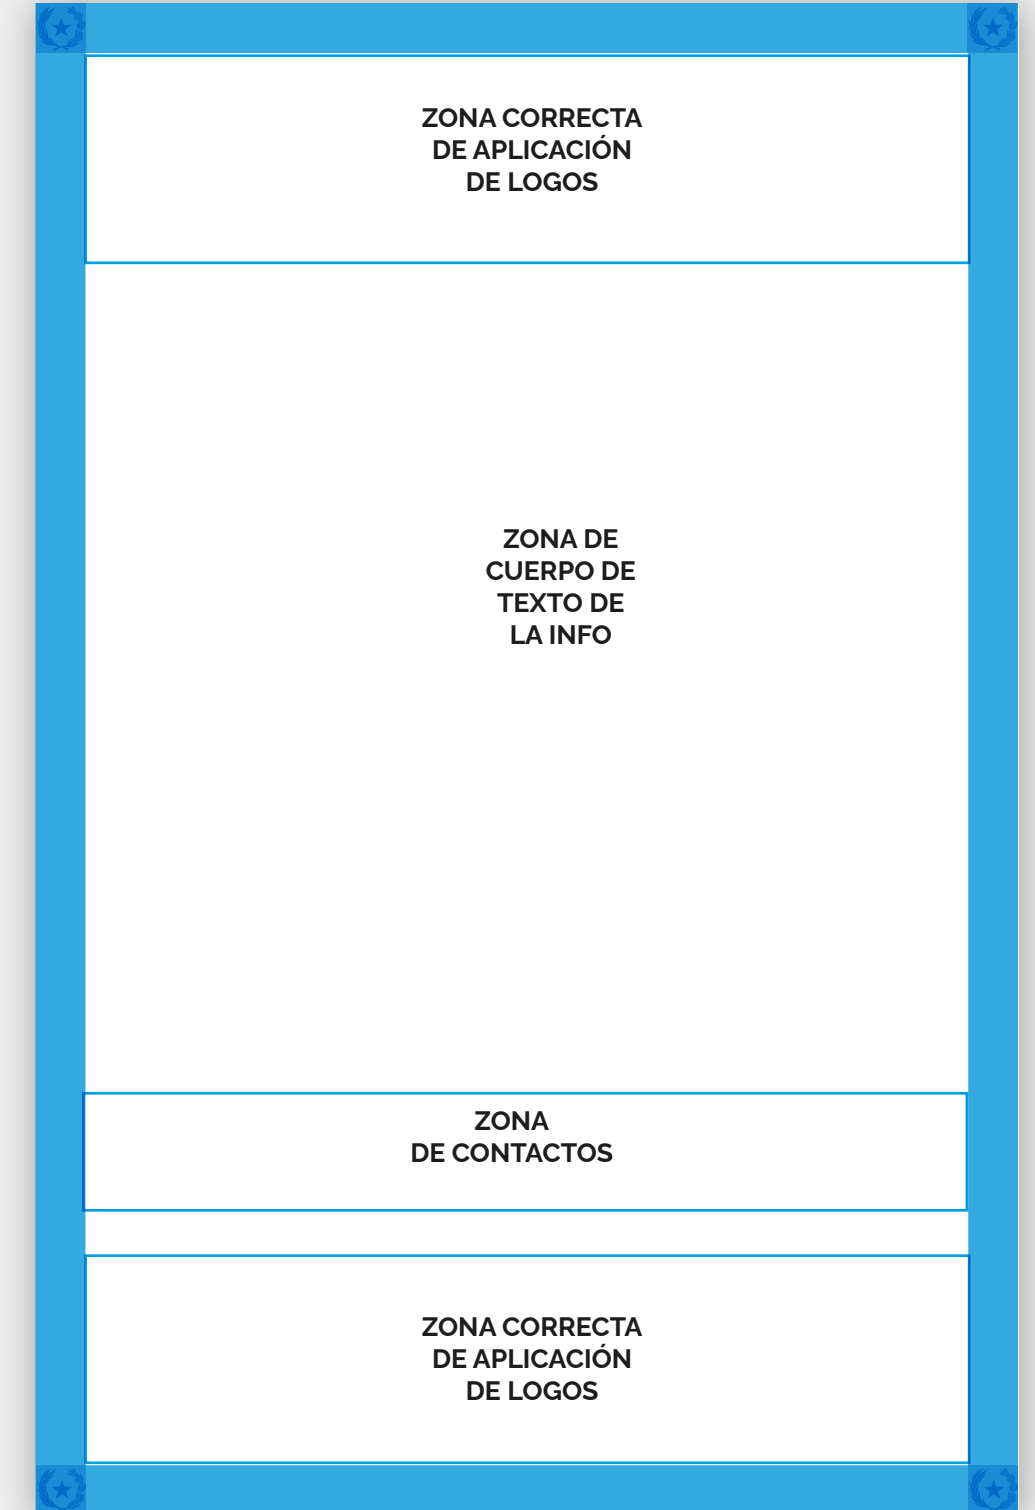 ZONA CORRECTA
DE APLICACIÓN
DE LOGOS
ZONA DE
CUERPO DE
TEXTO DE
LA INFO
ZONA
DE CONTACTOS
ZONA CORRECTA
DE APLICACIÓN
DE LOGOS